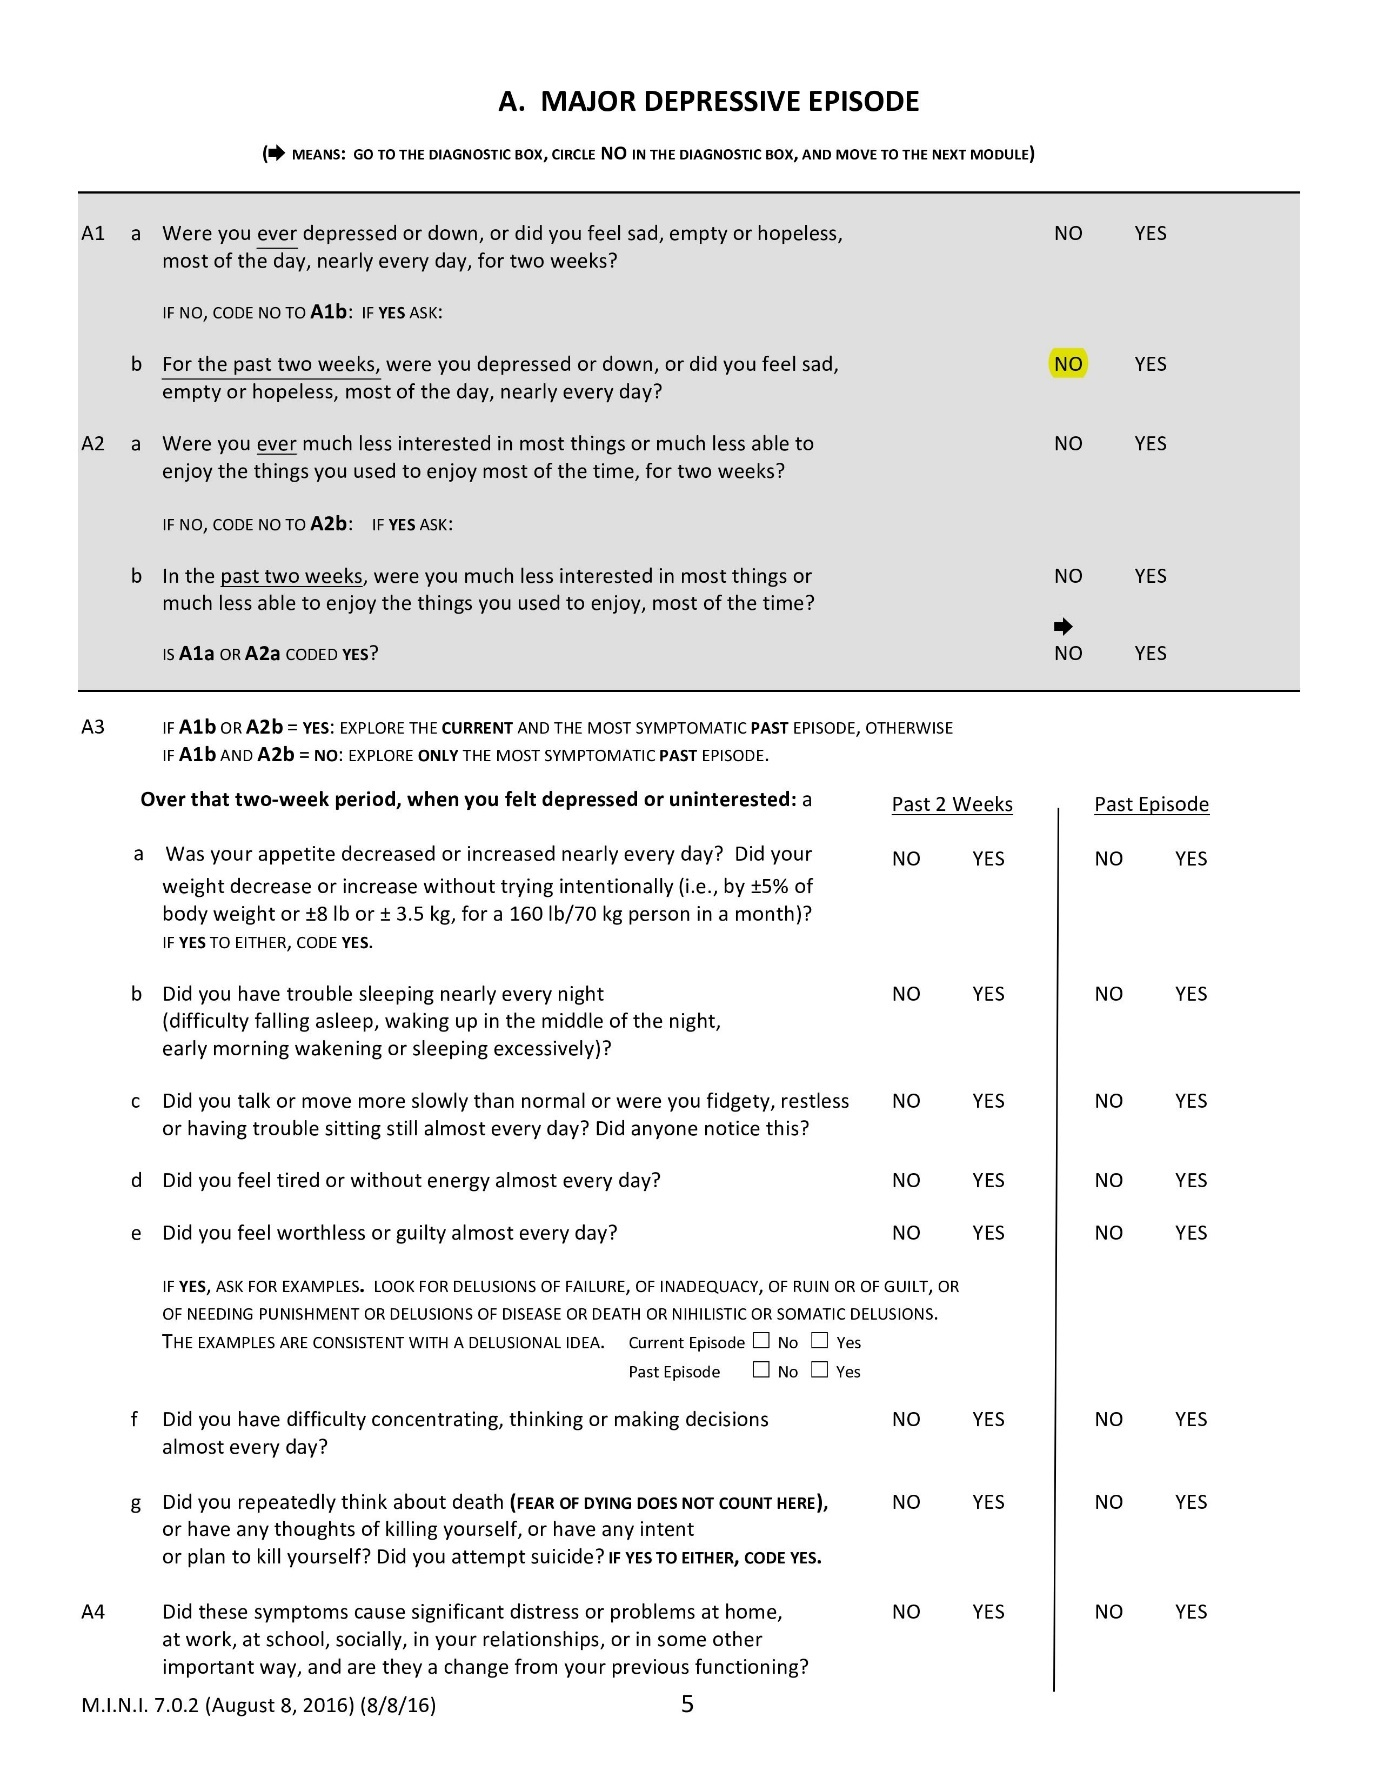 A. MAJOR DEPRESSIVE EPISODE
(➡ MEANS: GO TO THE DIAGNOSTIC BOX, CIRCLE NO IN THE DIAGNOSTIC BOX, AND MOVE TO THE NEXT MODULE)
A1 a Were you ever depressed or down, or did you feel sad, empty or hopeless, NO YES
most of the day, nearly every day, for two weeks?
IF NO, CODE NO TO A1b: IF YES ASK:
b For the past two weeks, were you depressed or down, or did you feel sad, NO YES
empty or hopeless, most of the day, nearly every day?
A2 a Were you ever much less interested in most things or much less able to NO YES
enjoy the things you used to enjoy most of the time, for two weeks?
IF NO, CODE NO TO A2b: IF YES ASK:
b In the past two weeks, were you much less interested in most things or NO YES
much less able to enjoy the things you used to enjoy, most of the time?
➡
IS A1a OR A2a CODED YES? NO YES
A3 IF A1b OR A2b = YES: EXPLORE THE CURRENT AND THE MOST SYMPTOMATIC PAST EPISODE, OTHERWISE
IF A1b AND A2b = NO: EXPLORE ONLY THE MOST SYMPTOMATIC PAST EPISODE.
Over that two-week period, when you felt depressed or uninterested: a Past 2 Weeks Past Episode
a Was your appetite decreased or increased nearly every day? Did your NO YES NO YES
weight decrease or increase without trying intentionally (i.e., by ±5% of
body weight or ±8 lb or ± 3.5 kg, for a 160 lb/70 kg person in a month)?
IF YES TO EITHER, CODE YES.
b Did you have trouble sleeping nearly every night NO YES NO YES
(difficulty falling asleep, waking up in the middle of the night,
early morning wakening or sleeping excessively)?
c Did you talk or move more slowly than normal or were you fidgety, restless NO YES NO YES
or having trouble sitting still almost every day? Did anyone notice this?
d Did you feel tired or without energy almost every day? NO YES NO YES
e Did you feel worthless or guilty almost every day? NO YES NO YES
IF YES, ASK FOR EXAMPLES. LOOK FOR DELUSIONS OF FAILURE, OF INADEQUACY, OF RUIN OR OF GUILT, OR
OF NEEDING PUNISHMENT OR DELUSIONS OF DISEASE OR DEATH OR NIHILISTIC OR SOMATIC DELUSIONS.
THE EXAMPLES ARE CONSISTENT WITH A DELUSIONAL IDEA. Current Episode ☐ No ☐ Yes
Past Episode ☐ No ☐ Yes
f Did you have difficulty concentrating, thinking or making decisions NO YES NO YES
almost every day?
g Did you repeatedly think about death (FEAR OF DYING DOES NOT COUNT HERE), NO YES NO YES
or have any thoughts of killing yourself, or have any intent
or plan to kill yourself? Did you attempt suicide? IF YES TO EITHER, CODE YES.
A4 Did these symptoms cause significant distress or problems at home, NO YES NO YES
at work, at school, socially, in your relationships, or in some other
important way, and are they a change from your previous functioning?
M.I.N.I. 7.0.2 (August 8, 2016) (8/8/16) 5